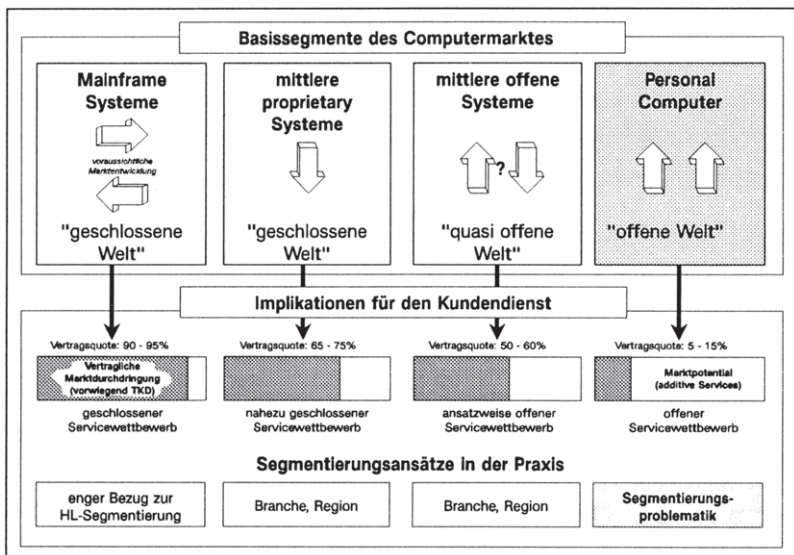 Basissegmente des Computermarktes
Mainframe
Systeme
voraussichtliche
Marktentwicklung
"geschlossene
Welt"
mittlere
proprietary
Systeme
"geschlossene
Welt"
mittlere offene
Systeme
?
"quasi offene
Welt"
Personal
Computer
"offene Welt"
Implikationen für den Kundendienst
Vertragsquote: 90 - 95%
Vertragliche
Marktdurchdringung
(vorwiegend TKD)
geschlossener
Servicewettbewerb
Vertragsquote: 65 - 75%
nahezu geschlossener
Servicewettbewerb
Vertragsquote: 50 - 60%
ansatzweise offener
Servicewettbewerb
Vertragsquote: 5 - 15%
Marktpotential
(additive Services)
offener
Servicewettbewerb
Segmentierungsansätze in der Praxis
enger Bezug zur
HL-Segmentierung
Branche, Region
Branche, Region
Segmentierungs-
problematik